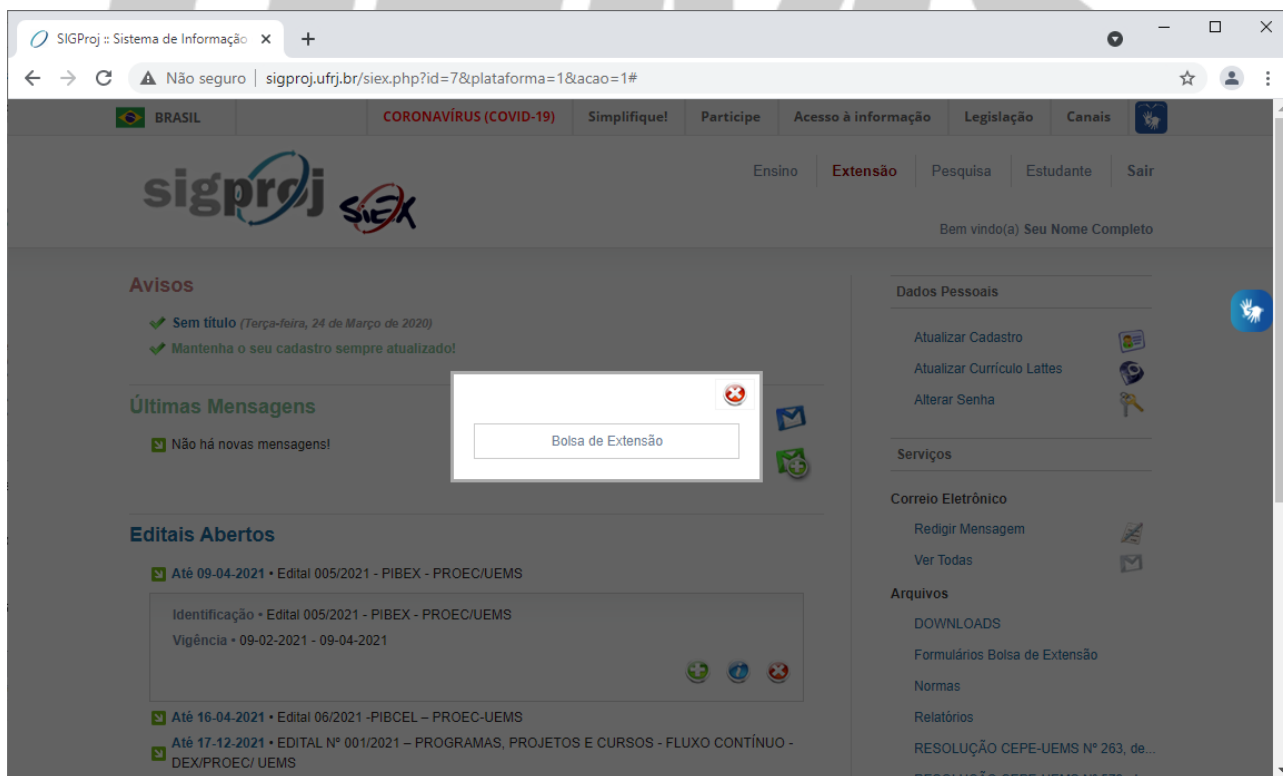 SIGProj :: Sistema de Informação
Não seguro | sigproj.ufrj.br/siex.php?id=7&plataforma=1&acao=1#
BRASIL CORONAVÍRUS (COVID-19) Simplifique! Participe Acesso à informação Legislação Canais
sigproj SiEX
Ensino Extensão Pesquisa Estudante Sair
Bem vindo(a) Seu Nome Completo
Avisos
Sem título (Terça-feira, 24 de Março de 2020)
Mantenha o seu cadastro sempre atualizado!
Últimas Mensagens
Não há novas mensagens!
Bolsa de Extensão
Editais Abertos
Até 09-04-2021 • Edital 005/2021 - PIBEX - PROEC/UEMS
Identificação • Edital 005/2021 - PIBEX - PROEC/UEMS
Vigência • 09-02-2021 - 09-04-2021
Até 16-04-2021 • Edital 06/2021 -PIBCEL – PROEC-UEMS
Até 17-12-2021 • EDITAL Nº 001/2021 – PROGRAMAS, PROJETOS E CURSOS - FLUXO CONTÍNUO -
DEX/PROEC/ UEMS
Dados Pessoais
Atualizar Cadastro
Atualizar Currículo Lattes
Alterar Senha
Serviços
Correio Eletrônico
Redigir Mensagem
Ver Todas
Arquivos
DOWNLOADS
Formulários Bolsa de Extensão
Normas
Relatórios
RESOLUÇÃO CEPE-UEMS Nº 263, de...